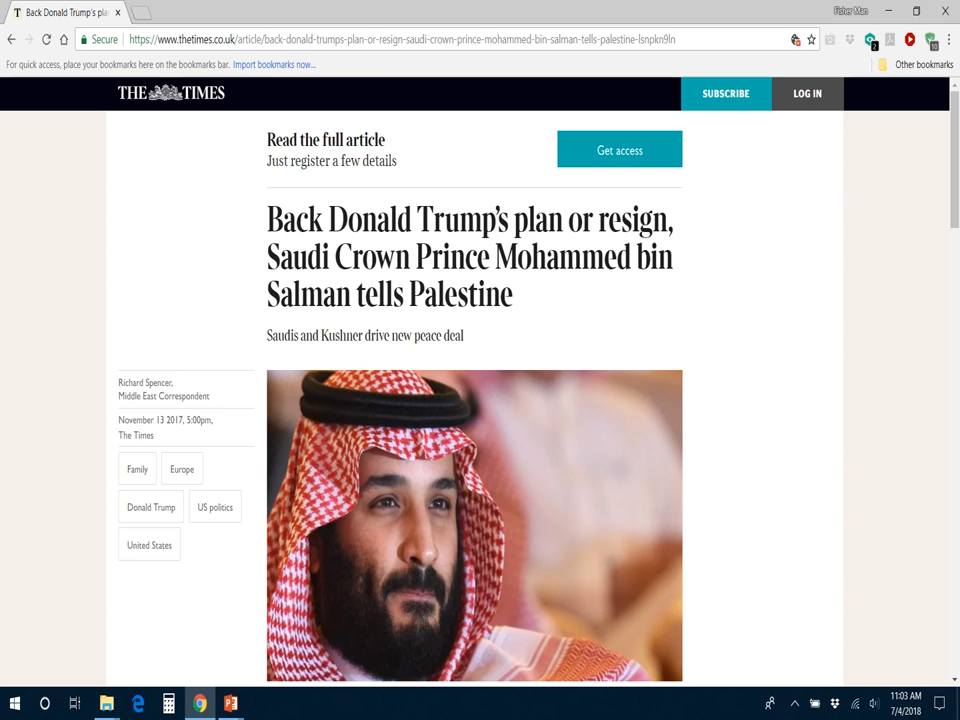 Back Donald Trump's pla
Fisher Man
Secure
https://www.thetimes.co.uk/article/back-donald-trumps-plan-or-resign-saudi-crown-prince-mohammed-bin-salman-tells-palestine-lsnpkn9ln
2
10
For quick access, place your bookmarks here on the bookmarks bar. Import bookmarks now...
Other bookmarks
THE TIMES
SUBSCRIBE
LOG IN
Read the full article
Just register a few details
Get access
Back Donald Trump's plan or resign,
Saudi Crown Prince Mohammed bin
Salman tells Palestine
Saudis and Kushner drive new peace deal
Richard Spencer,
Middle East Correspondent
November 13 2017, 5:00pm,
The Times
Family
Europe
Donald Trump
US politics
United States
11:03 AM
7/4/2018